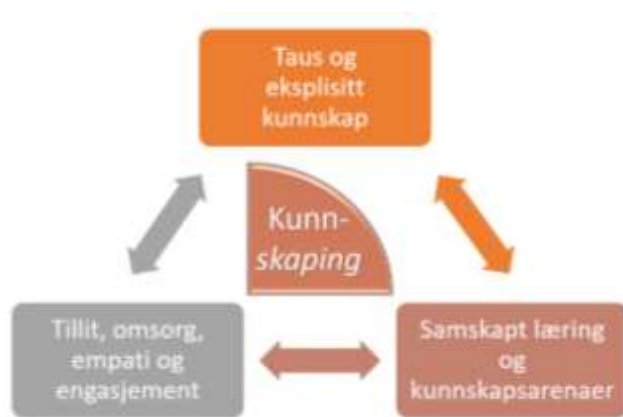 Taus og
eksplisitt
kunnskap
Kunn-
skaping
Tillit, omsorg,
empati og
engasjement
Samskapt læring
og
kunnskapsarenaer